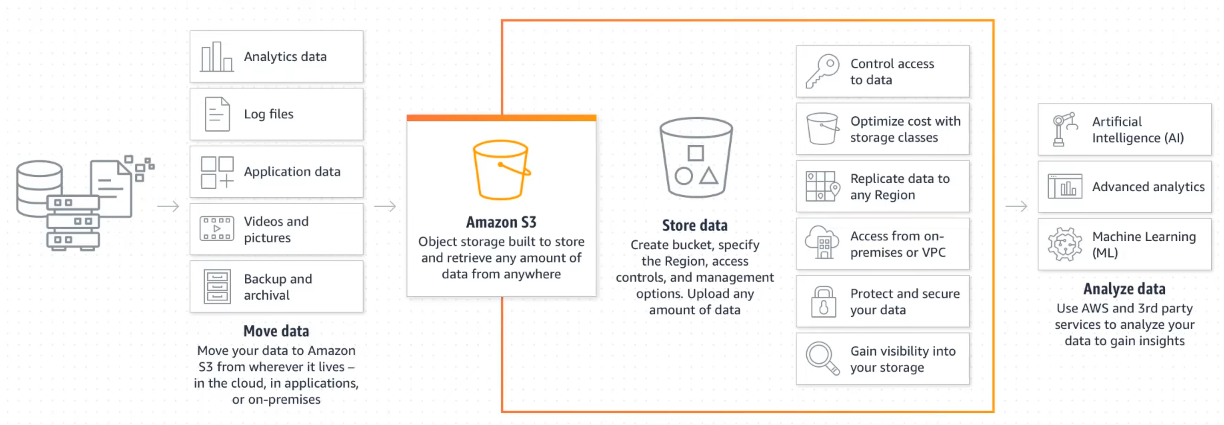 Analytics data
Log files
Application data
Videos and
pictures
Backup and
archival
Move data
Move your data to Amazon
S3 from wherever it lives –
in the cloud, in applications,
or on-premises
Amazon S3
Object storage built to store
and retrieve any amount of
data from anywhere
Store data
Create bucket, specify
the Region, access
controls, and management
options. Upload any
amount of data
Control access
to data
Optimize cost with
storage classes
Replicate data to
any Region
Access from on-
premises or VPC
Protect and secure
your data
Gain visibility into
your storage
Artificial
Intelligence (AI)
Advanced analytics
Machine Learning
(ML)
Analyze data
Use AWS and 3rd party
services to analyze your
data to gain insights